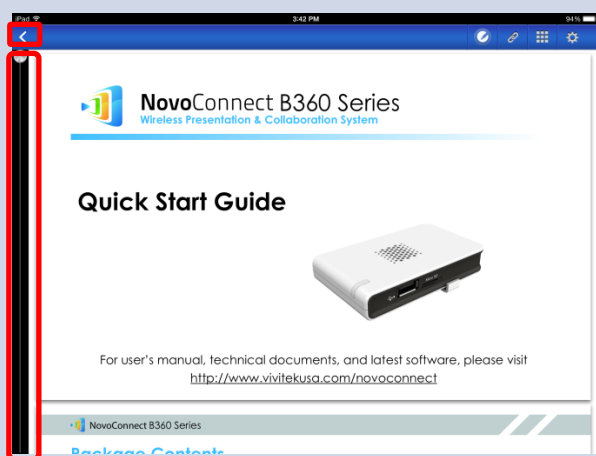 iPad 3:42 PM 94%
NovoConnect B360 Series
Wireless Presentation & Collaboration System
Quick Start Guide
For user's manual, technical documents, and latest software, please visit
http://www.vivitekusa.com/novoconnect
NovoConnect B360 Series
Package Contents